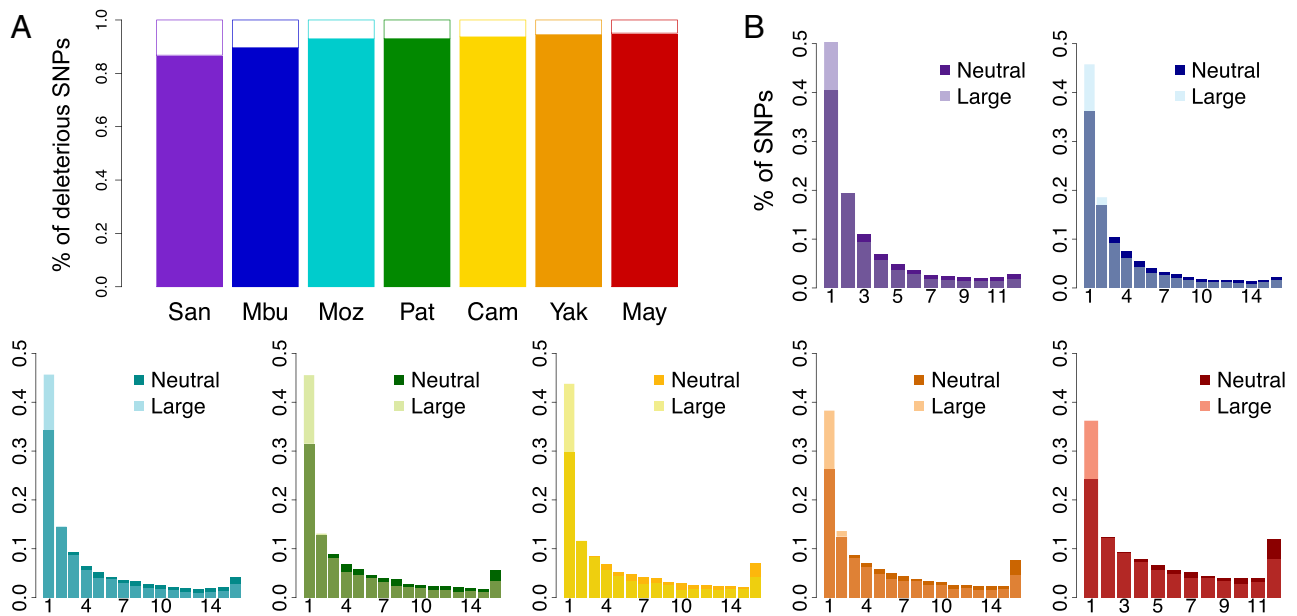 A
% of deleterious SNPs
0.0 0.2 0.4 0.6 0.8 1.0
San Mbu Moz Pat Cam Yak May
B
% of SNPs
0.0 0.1 0.2 0.3 0.4 0.5
Neutral
Large
1 3 5 7 9 11
0.0 0.1 0.2 0.3 0.4 0.5
Neutral
Large
1 4 7 10 14
0.0 0.1 0.2 0.3 0.4 0.5
Neutral
Large
1 4 7 10 14
0.0 0.1 0.2 0.3 0.4 0.5
Neutral
Large
1 4 7 10 14
0.0 0.1 0.2 0.3 0.4 0.5
Neutral
Large
1 4 7 10 14
0.0 0.1 0.2 0.3 0.4 0.5
Neutral
Large
1 4 7 10 14
0.0 0.1 0.2 0.3 0.4 0.5
Neutral
Large
1 3 5 7 9 11